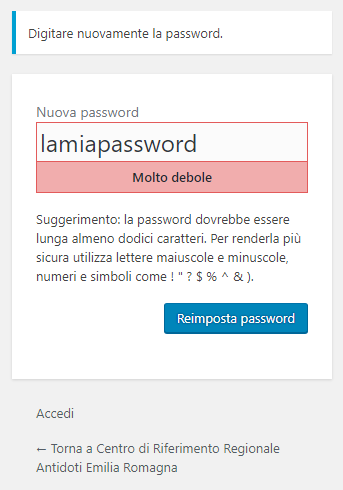 Digitare nuovamente la password.
Nuova password
lamiapassword
Molto debole
Suggerimento: la password dovrebbe essere
lunga almeno dodici caratteri. Per renderla più
sicura utilizza lettere maiuscole e minuscole,
numeri e simboli come ! " ? $ % ^ & ).
Reimposta password
Accedi
← Torna a Centro di Riferimento Regionale
Antidoti Emilia Romagna